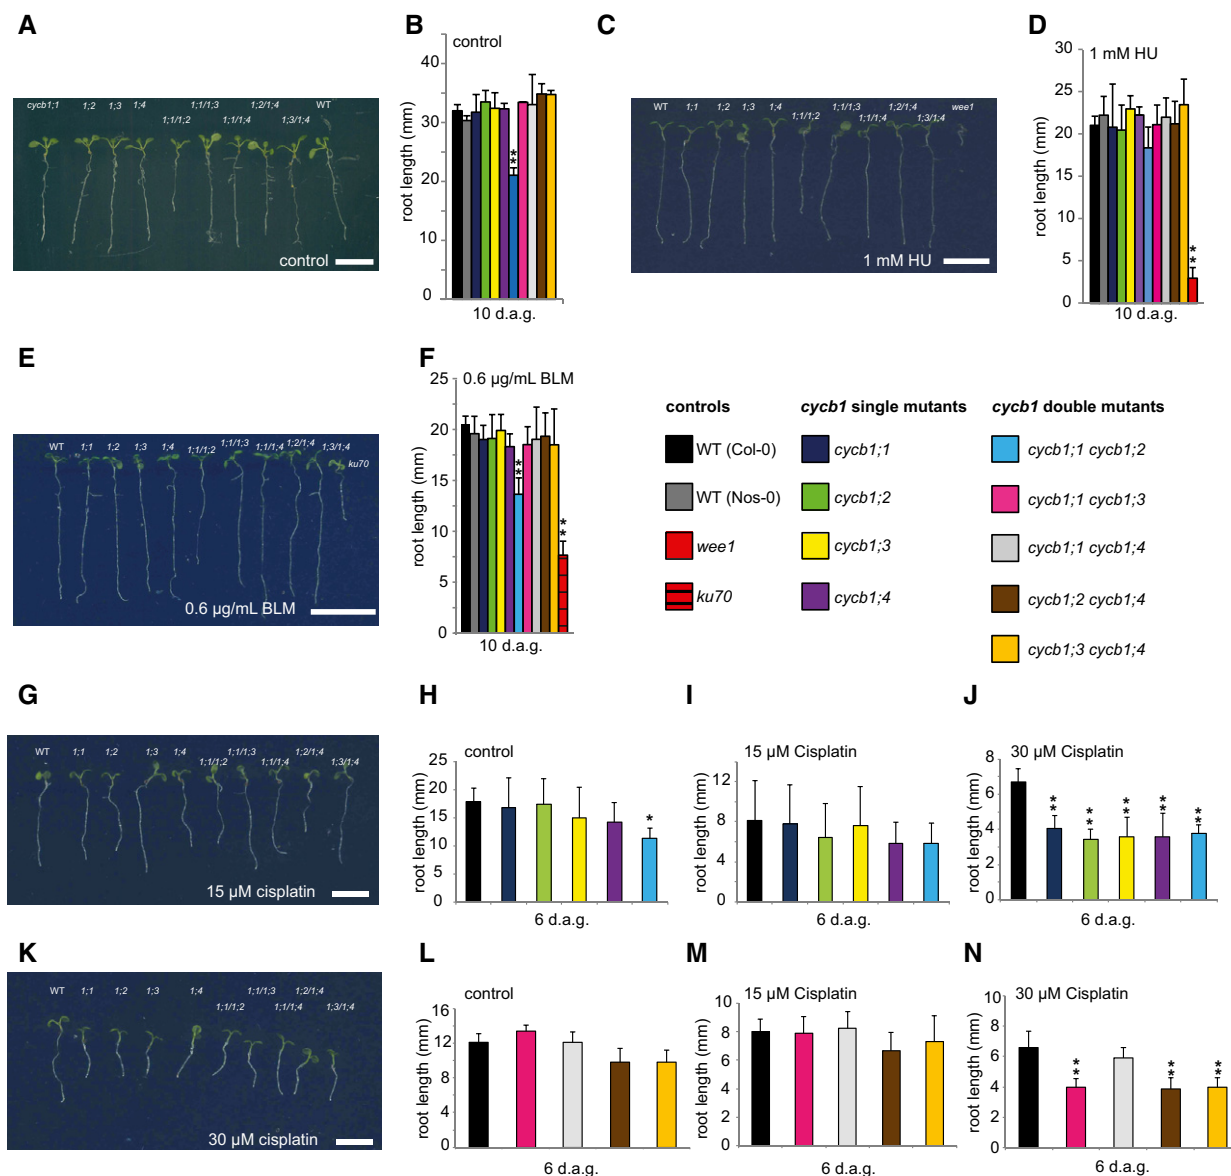 A
cycb1;1 1;2 1;3 1;4 1;1/1;2 1;1/1;3 1;1/1;4 1;2/1;4 1;3/1;4 WT
control
B
control
root length (mm)
40
30
20
10
0
**
10 d.a.g.
C
WT 1;1 1;2 1;3 1;4 1;1/1;2 1;1/1;3 1;1/1;4 1;2/1;4 1;3/1;4 wee1
1 mM HU
D
1 mM HU
root length (mm)
30
25
20
15
10
5
0
**
10 d.a.g.
E
WT 1;1 1;2 1;3 1;4 1;1/1;2 1;1/1;3 1;1/1;4 1;2/1;4 1;3/1;4 ku70
0.6 µg/mL BLM
F
0.6 µg/mL BLM
root length (mm)
25
20
15
10
5
0
**
**
10 d.a.g.
controls
WT (Col-0)
WT (Nos-0)
wee1
ku70
cycb1 single mutants
cycb1;1
cycb1;2
cycb1;3
cycb1;4
cycb1 double mutants
cycb1;1 cycb1;2
cycb1;1 cycb1;3
cycb1;1 cycb1;4
cycb1;2 cycb1;4
cycb1;3 cycb1;4
G
WT 1;1 1;2 1;3 1;4 1;1/1;2 1;1/1;3 1;1/1;4 1;2/1;4 1;3/1;4
15 µM cisplatin
H
control
root length (mm)
25
20
15
10
5
0
*
6 d.a.g.
I
15 µM Cisplatin
root length (mm)
12
8
4
0
6 d.a.g.
J
30 µM Cisplatin
root length (mm)
8
6
4
2
0
** ** ** ** **
6 d.a.g.
K
WT 1;1 1;2 1;3 1;4 1;1/1;2 1;1/1;3 1;1/1;4 1;2/1;4 1;3/1;4
30 µM cisplatin
L
control
root length (mm)
16
12
8
4
0
6 d.a.g.
M
15 µM Cisplatin
root length (mm)
10
8
6
4
2
0
6 d.a.g.
N
30 µM Cisplatin
root length (mm)
10
8
6
4
2
0
** ** **
6 d.a.g.